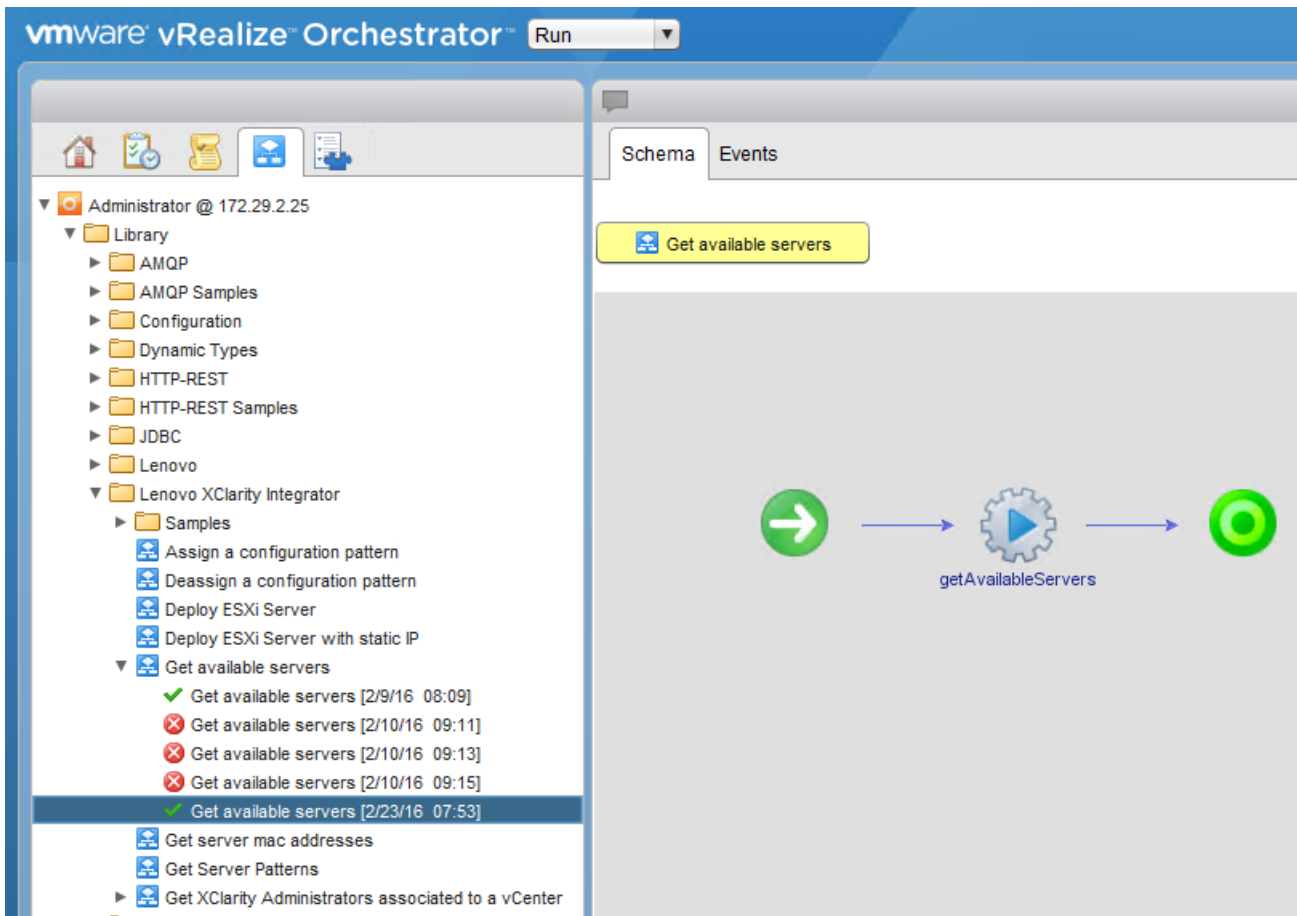 vmware® vRealize™ Orchestrator™ Run
Schema Events
Administrator @ 172.29.2.25
Library
AMQP
AMQP Samples
Configuration
Dynamic Types
HTTP-REST
HTTP-REST Samples
JDBC
Lenovo
Lenovo XClarity Integrator
Samples
Assign a configuration pattern
Deassign a configuration pattern
Deploy ESXi Server
Deploy ESXi Server with static IP
Get available servers
Get available servers [2/9/16 08:09]
Get available servers [2/10/16 09:11]
Get available servers [2/10/16 09:13]
Get available servers [2/10/16 09:15]
Get available servers [2/23/16 07:53]
Get server mac addresses
Get Server Patterns
Get XClarity Administrators associated to a vCenter
Get available servers
getAvailableServers